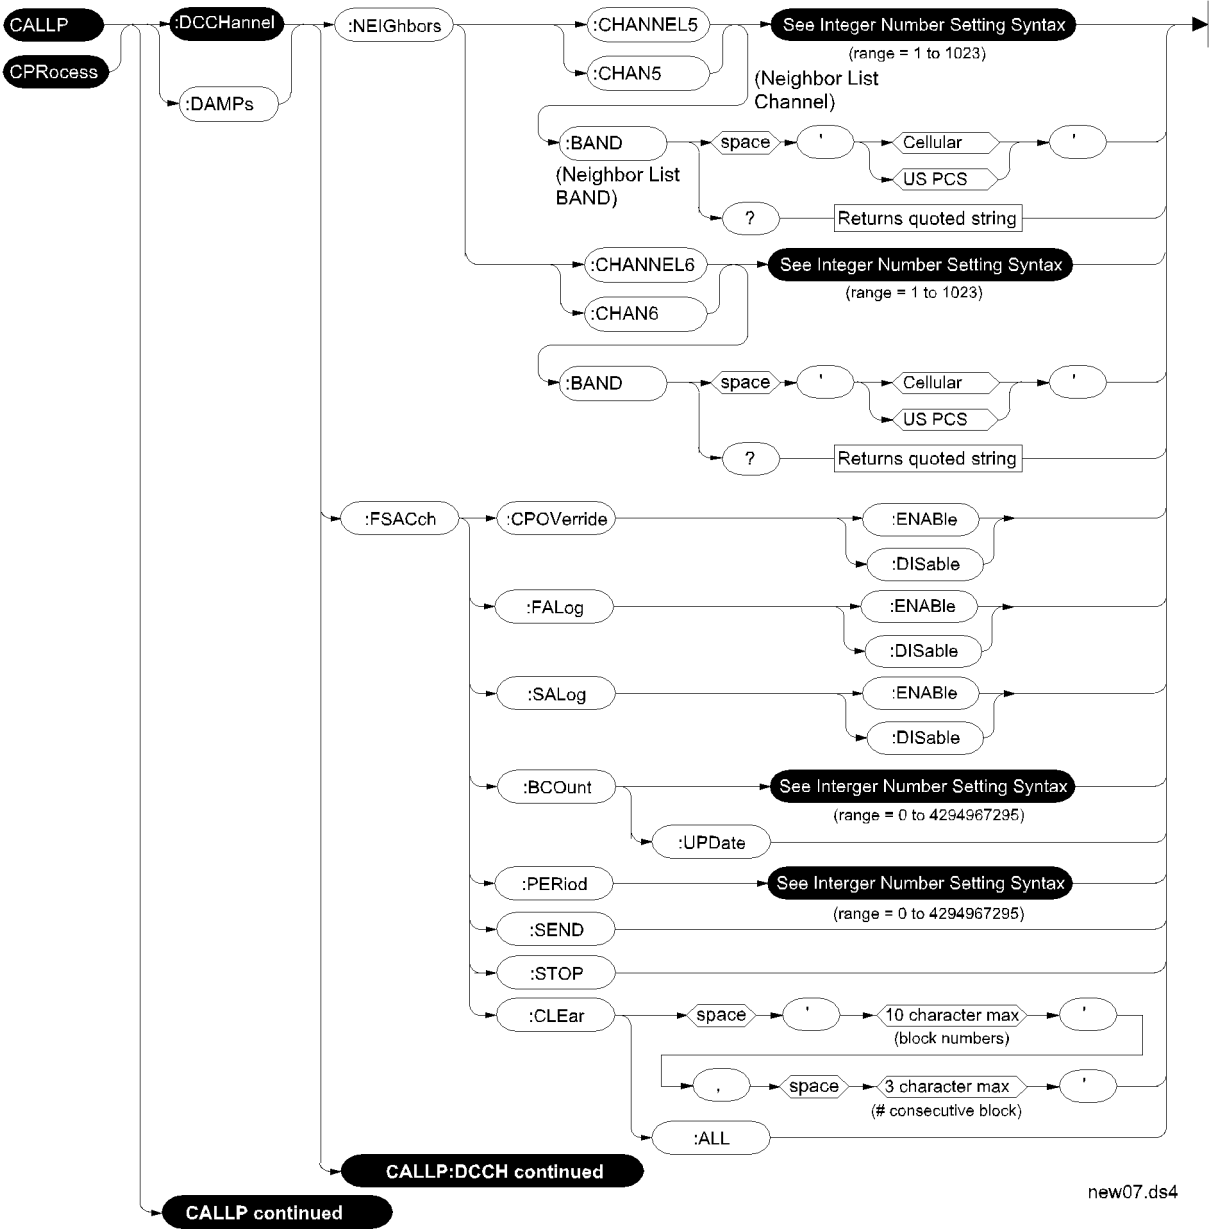 CALLP :DCCHannel :NEIGhbors :CHANNEL5 See Integer Number Setting Syntax
(range = 1 to 1023)
CPRocess :DAMPs :CHAN5
(Neighbor List
Channel)
:BAND space ' Cellular '
US PCS
(Neighbor List
BAND)
? Returns quoted string
:CHANNEL6 See Integer Number Setting Syntax
(range = 1 to 1023)
:CHAN6
:BAND space ' Cellular '
US PCS
? Returns quoted string
:FSACch :CPOVerride :ENABle
:DISable
:FALog :ENABle
:DISable
:SALog :ENABle
:DISable
:BCOunt See Interger Number Setting Syntax
(range = 0 to 4294967295)
:UPDate
:PERiod See Interger Number Setting Syntax
(range = 0 to 4294967295)
:SEND
:STOP
:CLEar space ' 10 character max '
(block numbers)
, space 3 character max '
(# consecutive block)
:ALL
CALLP:DCCH continued
CALLP continued
new07.ds4